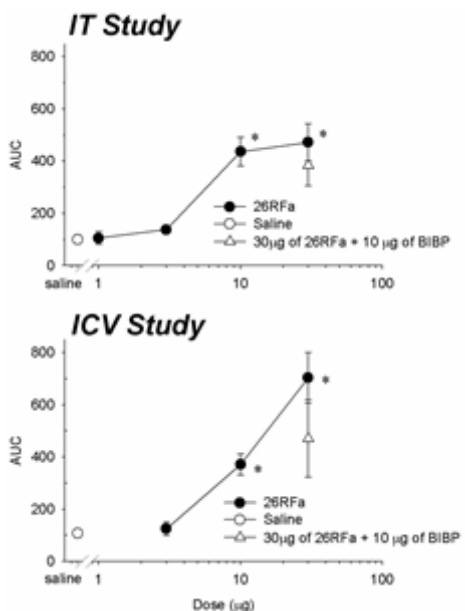 IT Study
800
600
400
200
0
AUC
*
*
26RFa
Saline
30μg of 26RFa + 10 μg of BIBP
saline
1
10
100
ICV Study
800
600
400
200
0
AUC
*
*
26RFa
Saline
30μg of 26RFa + 10 μg of BIBP
saline
1
10
100
Dose (μg)